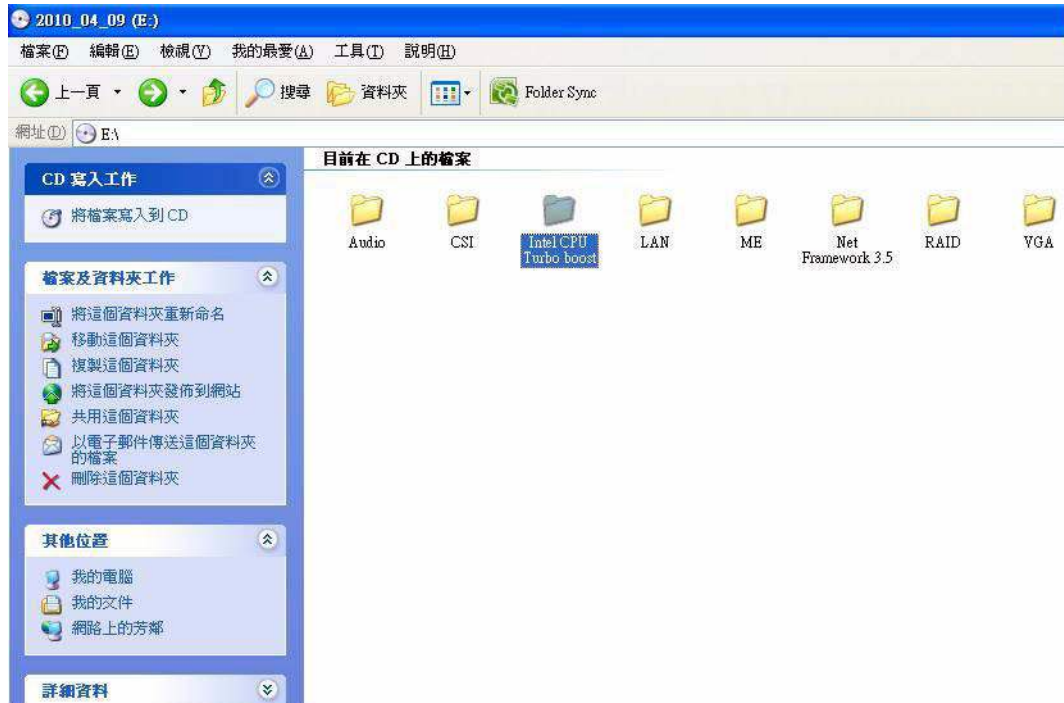 2010_04_09 (E:)
檔案(F) 編輯(E) 檢視(V) 我的最愛(A) 工具(T) 說明(H)
上一頁 搜尋 資料夾 Folder Sync
網址(D) E:\
目前在 CD 上的檔案
CD 寫入工作
將檔案寫入到 CD
Audio CSI Intel CPU Turbo boost LAN ME Net Framework 3.5 RAID VGA
檔案及資料夾工作
將這個資料夾重新命名
移動這個資料夾
複製這個資料夾
將這個資料夾發佈到網站
共用這個資料夾
以電子郵件傳送這個資料夾
的檔案
刪除這個資料夾
其他位置
我的電腦
我的文件
網路上的芳鄰
詳細資料